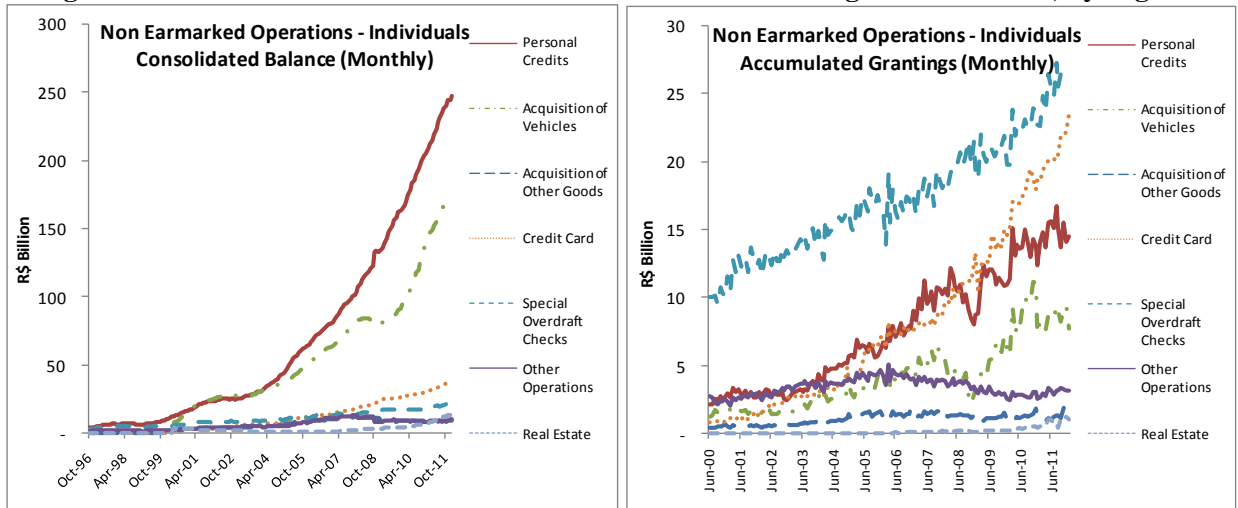 Non Earmarked Operations - Individuals
Consolidated Balance (Monthly)
R$ Billion
300
250
200
150
100
50
-
Oct-96
Apr-98
Oct-99
Apr-01
Oct-02
Apr-04
Oct-05
Apr-07
Oct-08
Apr-10
Oct-11
Personal
Credits
Acquisition of
Vehicles
Acquisition of
Other Goods
Credit Card
Special
Overdraft
Checks
Other
Operations
Real Estate
Non Earmarked Operations - Individuals
Accumulated Grantings (Monthly)
R$ Billion
30
25
20
15
10
5
-
Jun-00
Jun-01
Jun-02
Jun-03
Jun-04
Jun-05
Jun-06
Jun-07
Jun-08
Jun-09
Jun-10
Jun-11
Personal
Credits
Acquisition of
Vehicles
Acquisition of
Other Goods
Credit Card
Special
Overdraft
Checks
Other
Operations
Real Estate